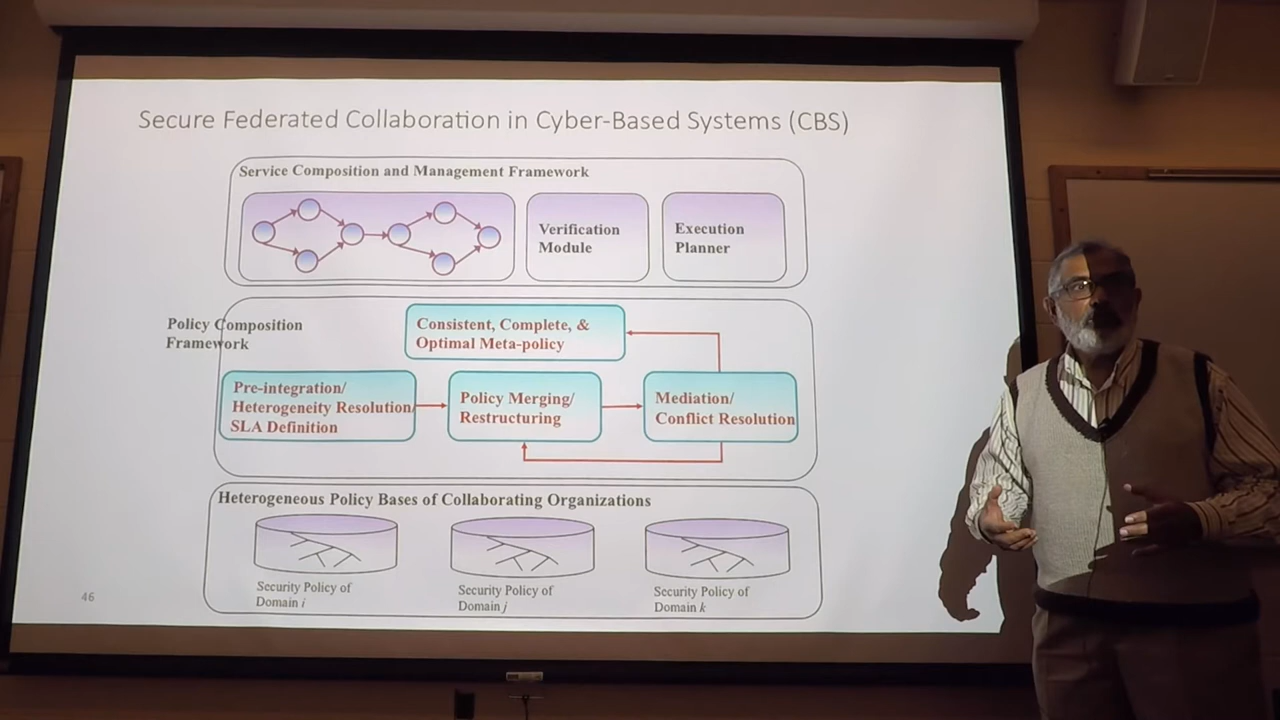 Secure Federated Collaboration in Cyber-Based Systems (CBS)
Service Composition and Management Framework
Verification
Module
Execution
Planner
Policy Composition
Framework
Consistent, Complete, &
Optimal Meta-policy
Pre-integration/
Heterogeneity Resolution/
SLA Definition
Policy Merging/
Restructuring
Mediation/
Conflict Resolution
Heterogeneous Policy Bases of Collaborating Organizations
Security Policy of
Domain i
Security Policy of
Domain j
Security Policy of
Domain k
46